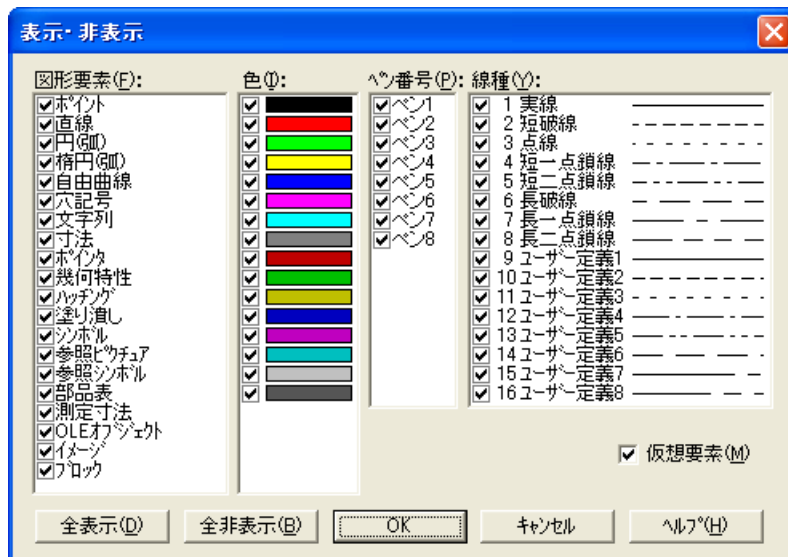 表示・非表示
図形要素(F):
ポイント
直線
円(弧)
楕円(弧)
自由曲線
穴記号
文字列
寸法
ポインタ
幾何特性
ハッチング
塗り潰し
シンボル
参照ピクチュア
参照シンボル
部品表
測定寸法
OLEオブジェクト
イメージ
ブロック
色(I):
ペン番号(P):
ペン1
ペン2
ペン3
ペン4
ペン5
ペン6
ペン7
ペン8
線種(Y):
1 実線
2 短破線
3 点線
4 短一点鎖線
5 短二点鎖線
6 長破線
7 長一点鎖線
8 長二点鎖線
9 ユーザー定義1
10 ユーザー定義2
11 ユーザー定義3
12 ユーザー定義4
13 ユーザー定義5
14 ユーザー定義6
15 ユーザー定義7
16 ユーザー定義8
仮想要素(M)
全表示(D)
全非表示(B)
OK
キャンセル
ヘルプ(H)